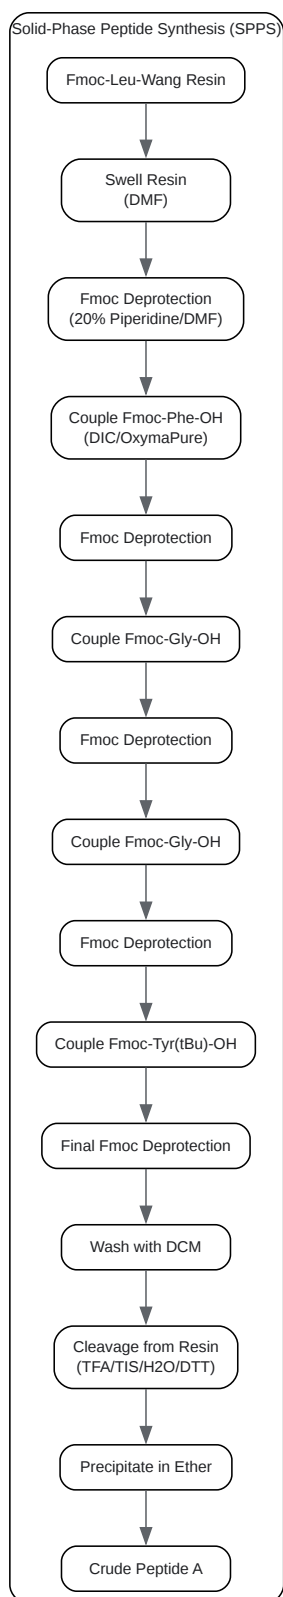 Solid-Phase Peptide Synthesis (SPPS)
Fmoc-Leu-Wang Resin
Swell Resin
(DMF)
Fmoc Deprotection
(20% Piperidine/DMF)
Couple Fmoc-Phe-OH
(DIC/OxymaPure)
Fmoc Deprotection
Couple Fmoc-Gly-OH
Fmoc Deprotection
Couple Fmoc-Gly-OH
Fmoc Deprotection
Couple Fmoc-Tyr(tBu)-OH
Final Fmoc Deprotection
Wash with DCM
Cleavage from Resin
(TFA/TIS/H2O/DTT)
Precipitate in Ether
Crude Peptide A